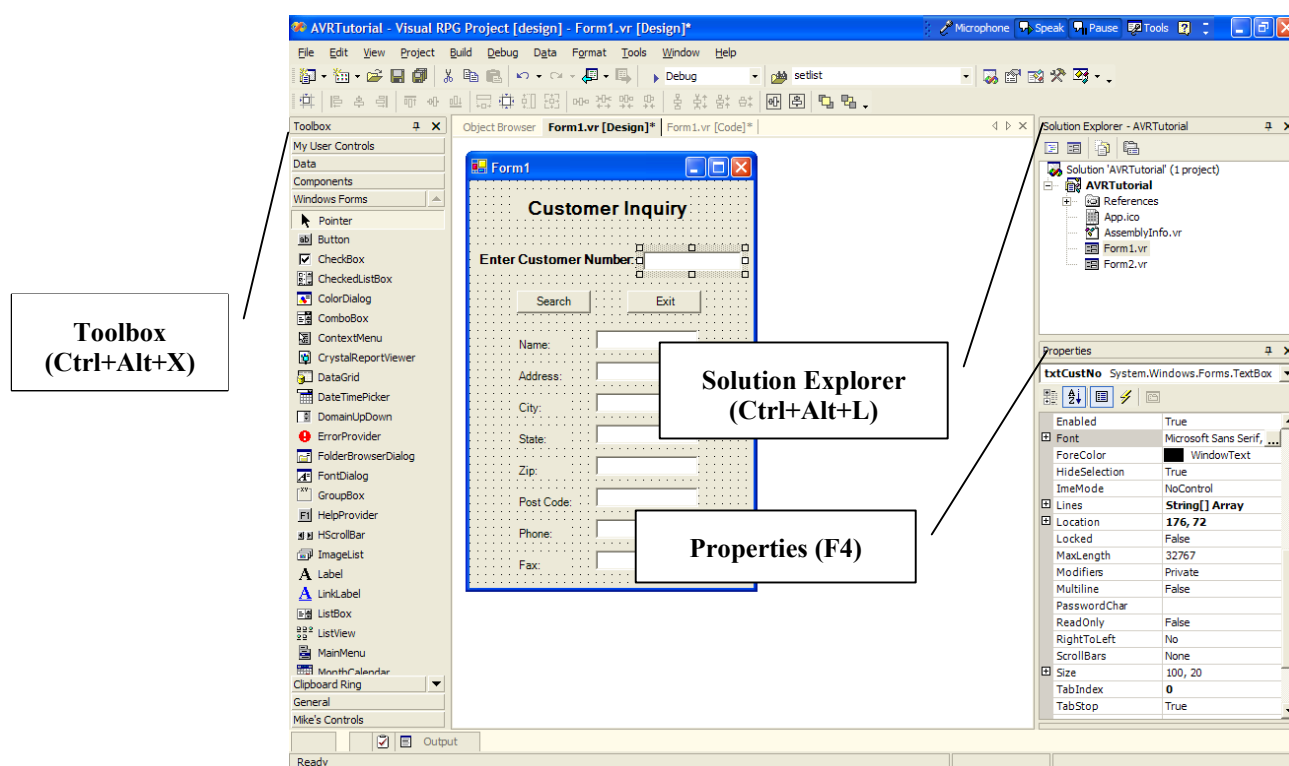 AVRTutorial - Visual RPG Project [design] - Form1.vr [Design]*
Microphone Speak Pause Tools
File Edit View Project Build Debug Data Format Tools Window Help
Debug setlist
Toolbox
My User Controls
Data
Components
Windows Forms
Pointer
Button
CheckBox
CheckedListBox
ColorDialog
ComboBox
ContextMenu
CrystalReportViewer
DataGrid
DateTimePicker
DomainUpDown
ErrorProvider
FolderBrowserDialog
FontDialog
GroupBox
HelpProvider
HScrollBar
ImageList
Label
LinkLabel
ListBox
ListView
MainMenu
MonthCalendar
Clipboard Ring
General
Mike's Controls
Object Browser Form1.vr [Design]* Form1.vr [Code]*
Form1
Customer Inquiry
Enter Customer Number:
Search Exit
Name:
Address:
City:
State:
Zip:
Post Code:
Phone:
Fax:
Toolbox
(Ctrl+Alt+X)
Solution Explorer
(Ctrl+Alt+L)
Properties (F4)
Solution Explorer - AVRTutorial
Solution 'AVRTutorial' (1 project)
AVRTutorial
References
App.ico
AssemblyInfo.vr
Form1.vr
Form2.vr
Properties
txtCustNo System.Windows.Forms.TextBox
Enabled True
Font Microsoft Sans Serif, ...
ForeColor WindowText
HideSelection True
ImeMode NoControl
Lines String[] Array
Location 176, 72
Locked False
MaxLength 32767
Modifiers Private
Multiline False
PasswordChar
ReadOnly False
RightToLeft No
ScrollBars None
Size 100, 20
TabIndex 0
TabStop True
Output
Ready